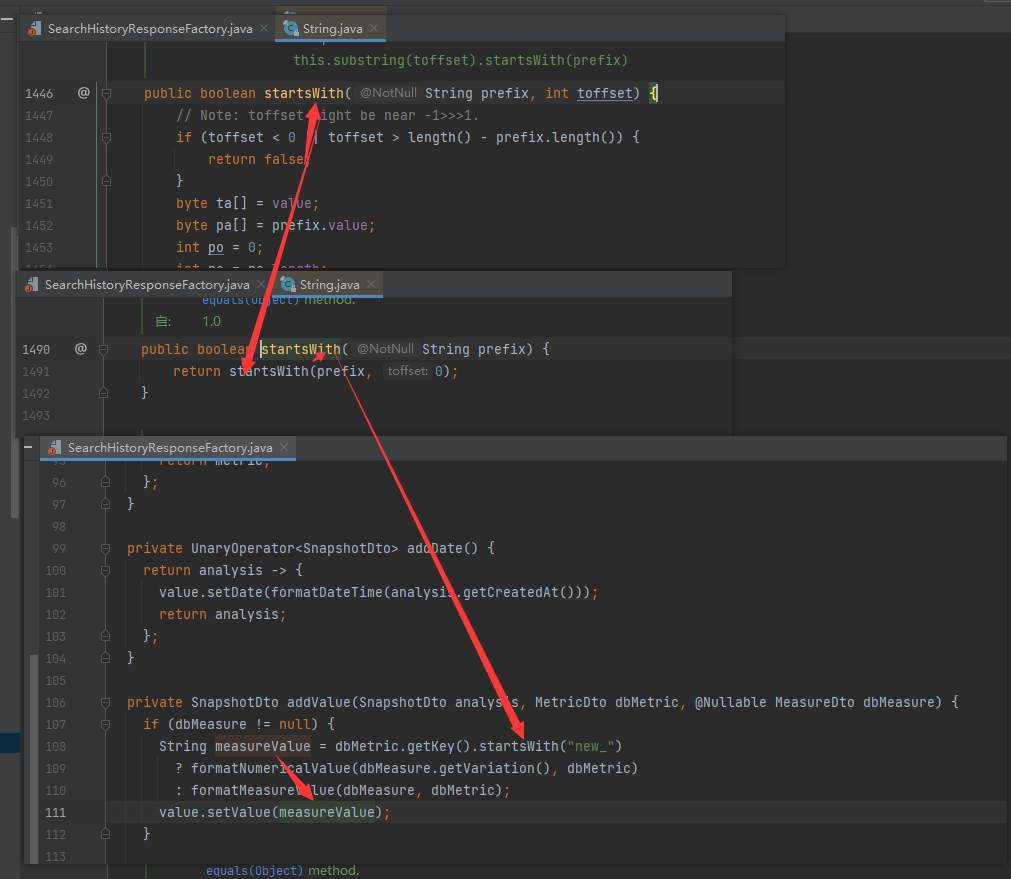 SearchHistoryResponseFactory.java × String.java ×
this.substring(toffset).startsWith(prefix)
1446 @ public boolean startsWith( @NotNull String prefix, int toffset) {
1447 // Note: toffset might be near -1>>>1.
1448 if (toffset < 0 || toffset > length() - prefix.length()) {
1449 return false;
1450 }
1451 byte ta[] = value;
1452 byte pa[] = prefix.value;
1453 int po = 0;
SearchHistoryResponseFactory.java × String.java ×
equals(Object) method.
自: 1.0
1490 @ public boolean startsWith( @NotNull String prefix) {
1491 return startsWith(prefix, toffset: 0);
1492 }
1493
SearchHistoryResponseFactory.java ×
95 return metric;
96 };
97 }
98
99 private UnaryOperator<SnapshotDto> addDate() {
100 return analysis -> {
101 value.setDate(formatDateTime(analysis.getCreatedAt()));
102 return analysis;
103 };
104 }
105
106 private SnapshotDto addValue(SnapshotDto analysis, MetricDto dbMetric, @Nullable MeasureDto dbMeasure) {
107 if (dbMeasure != null) {
108 String measureValue = dbMetric.getKey().startsWith("new_")
109 ? formatNumericalValue(dbMeasure.getVariation(), dbMetric)
110 : formatMeasureValue(dbMeasure, dbMetric);
111 value.setValue(measureValue);
112 }
113
equals(Object) method.